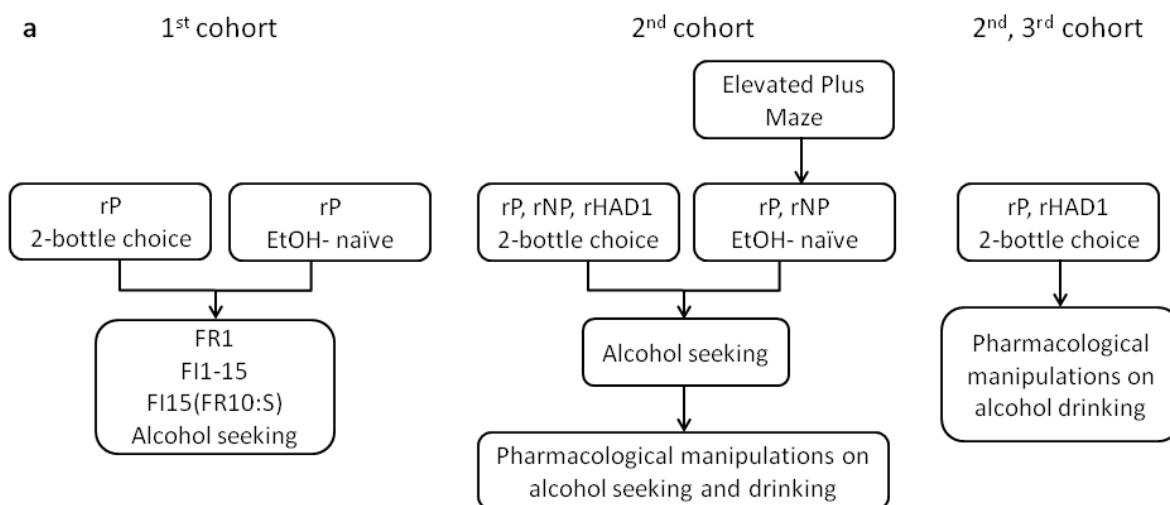 a
1st cohort
2nd cohort
2nd, 3rd cohort
Elevated Plus
Maze
rP
2-bottle choice
rP
EtOH- naïve
rP, rNP, rHAD1
2-bottle choice
rP, rNP
EtOH- naïve
rP, rHAD1
2-bottle choice
FR1
FI1-15
FI15(FR10:S)
Alcohol seeking
Alcohol seeking
Pharmacological manipulations on
alcohol seeking and drinking
Pharmacological
manipulations on
alcohol drinking